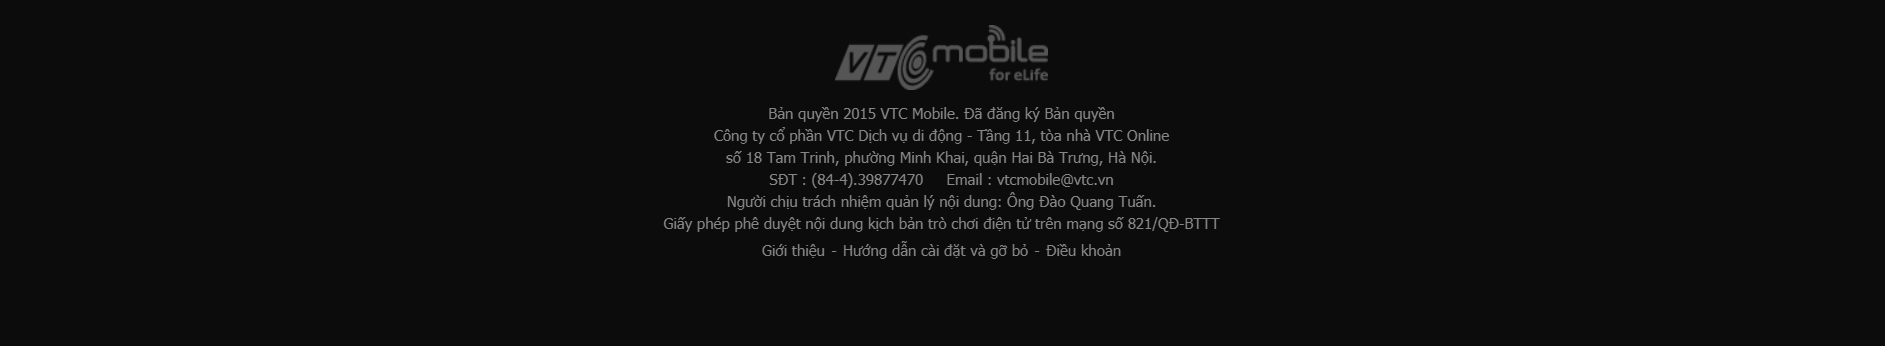 VTC mobile
for eLife
Bản quyền 2015 VTC Mobile. Đã đăng ký Bản quyền
Công ty cổ phần VTC Dịch vụ di động - Tầng 11, tòa nhà VTC Online
số 18 Tam Trinh, phường Minh Khai, quận Hai Bà Trưng, Hà Nội.
SĐT : (84-4).39877470 Email : vtcmobile@vtc.vn
Người chịu trách nhiệm quản lý nội dung: Ông Đào Quang Tuấn.
Giấy phép phê duyệt nội dung kịch bản trò chơi điện tử trên mạng số 821/QĐ-BTTT
Giới thiệu - Hướng dẫn cài đặt và gỡ bỏ - Điều khoản